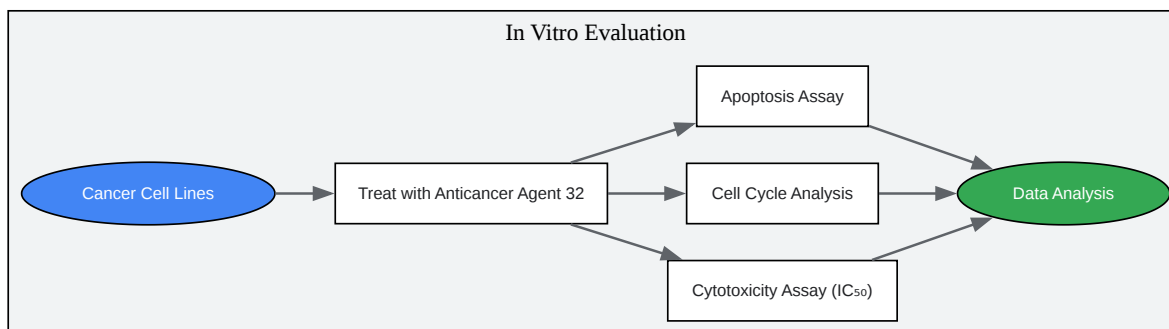 In Vitro Evaluation
Cancer Cell Lines
Treat with Anticancer Agent 32
Apoptosis Assay
Cell Cycle Analysis
Cytotoxicity Assay (IC₅₀)
Data Analysis